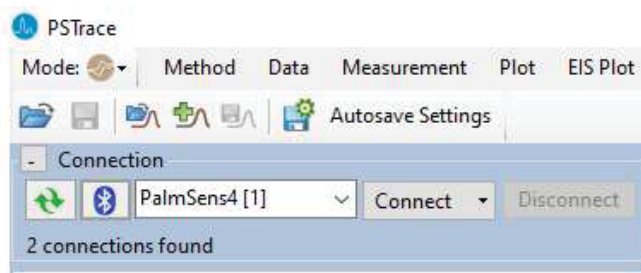 PSTrace
Mode: Method Data Measurement Plot EIS Plot
Autosave Settings
- Connection
PalmSens4 [1] Connect Disconnect
2 connections found